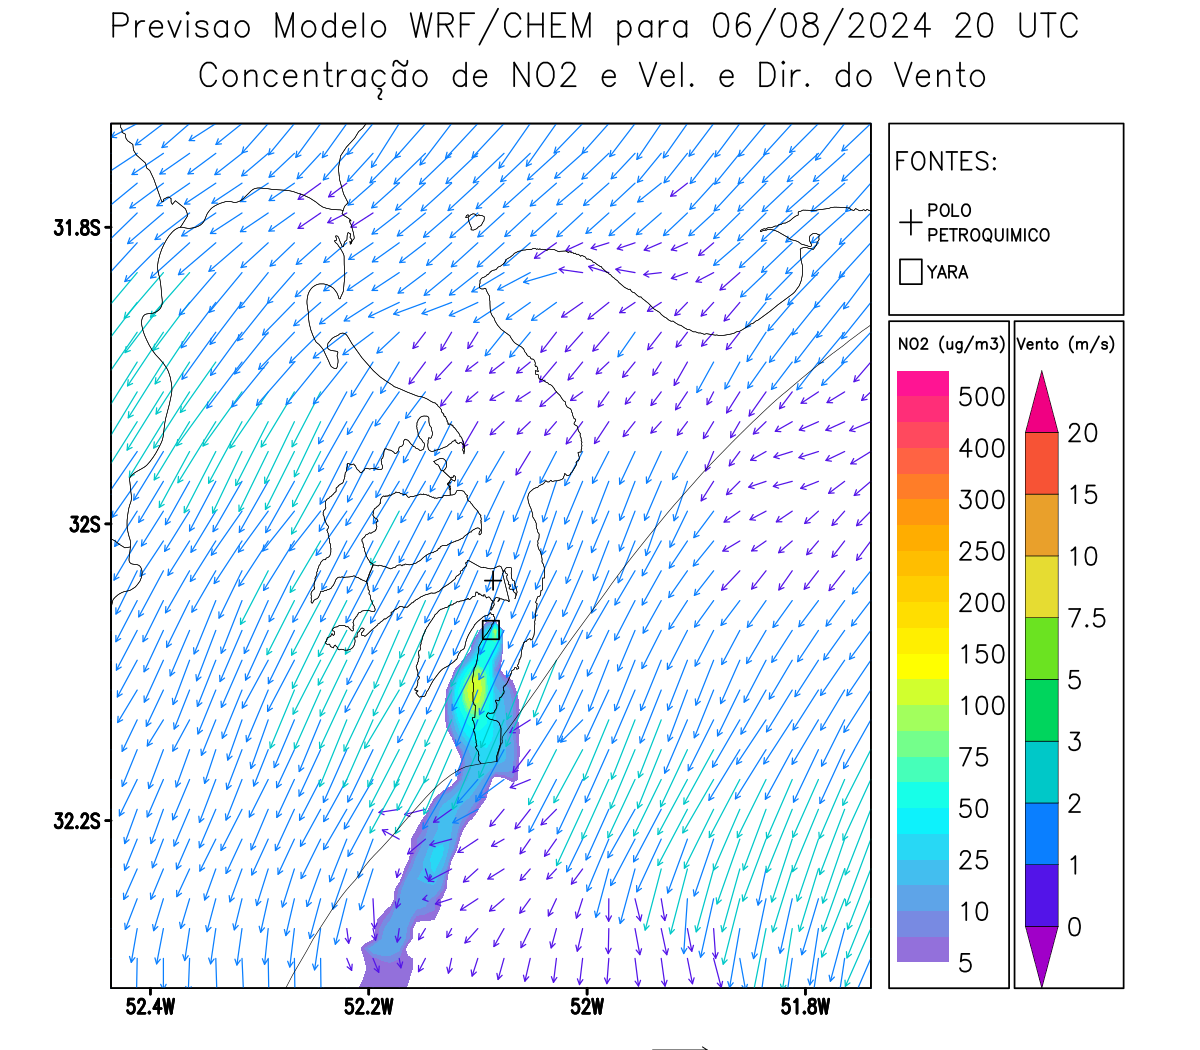 Previsao Modelo WRF/CHEM para 06/08/2024 20 UTC
Concentração de NO2 e Vel. e Dir. do Vento
FONTES:
POLO
PETROQUIMICO
YARA
NO2 (ug/m3)
500
400
300
250
200
150
100
75
50
25
10
5
Vento (m/s)
20
15
10
7.5
5
3
2
1
0
31.8S
32S
32.2S
52.4W
52.2W
52W
51.8W